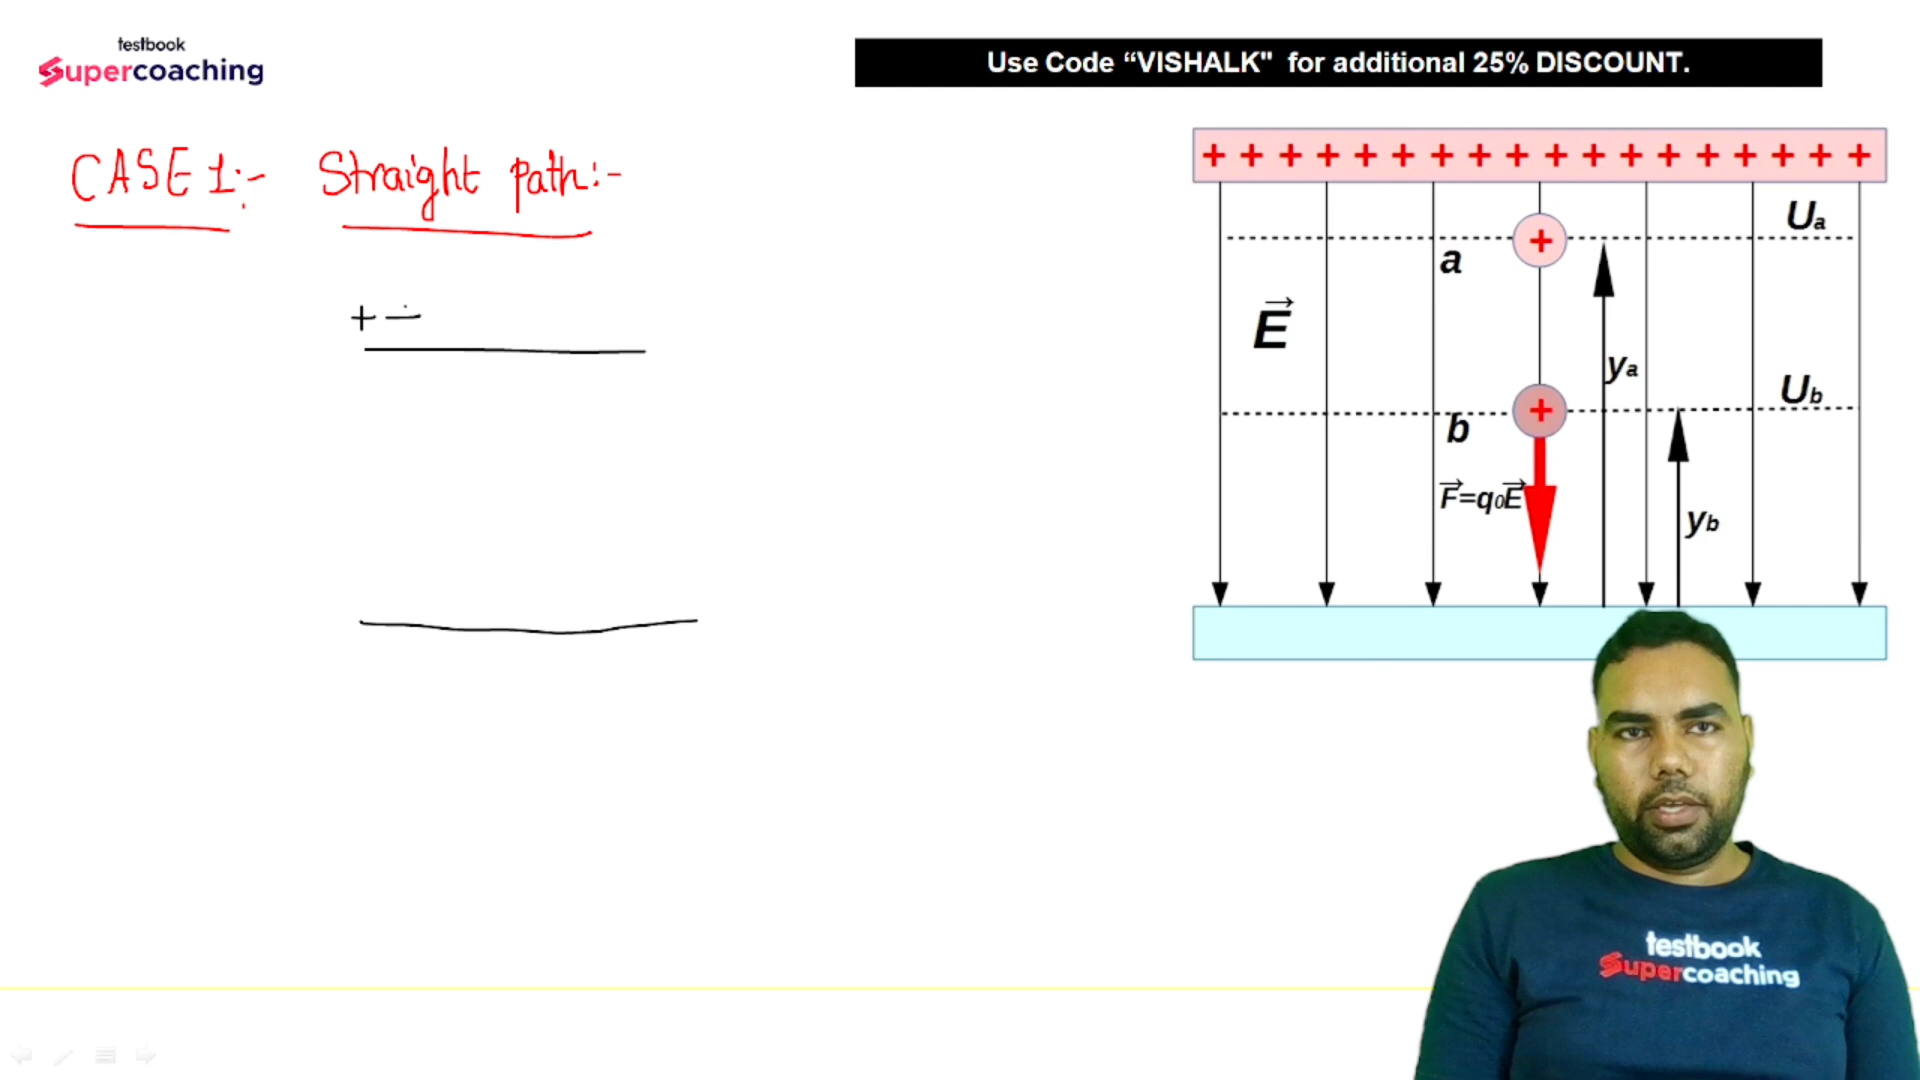 testbook
Supercoaching
Use Code “VISHALK" for additional 25% DISCOUNT.
CASE 1:- Straight path:-
+ -
+ + + + + + + + + + + + + + + + + +
Ua
+
a
E
ya
Ub
+
b
F=q0E
yb
testbook
Supercoaching